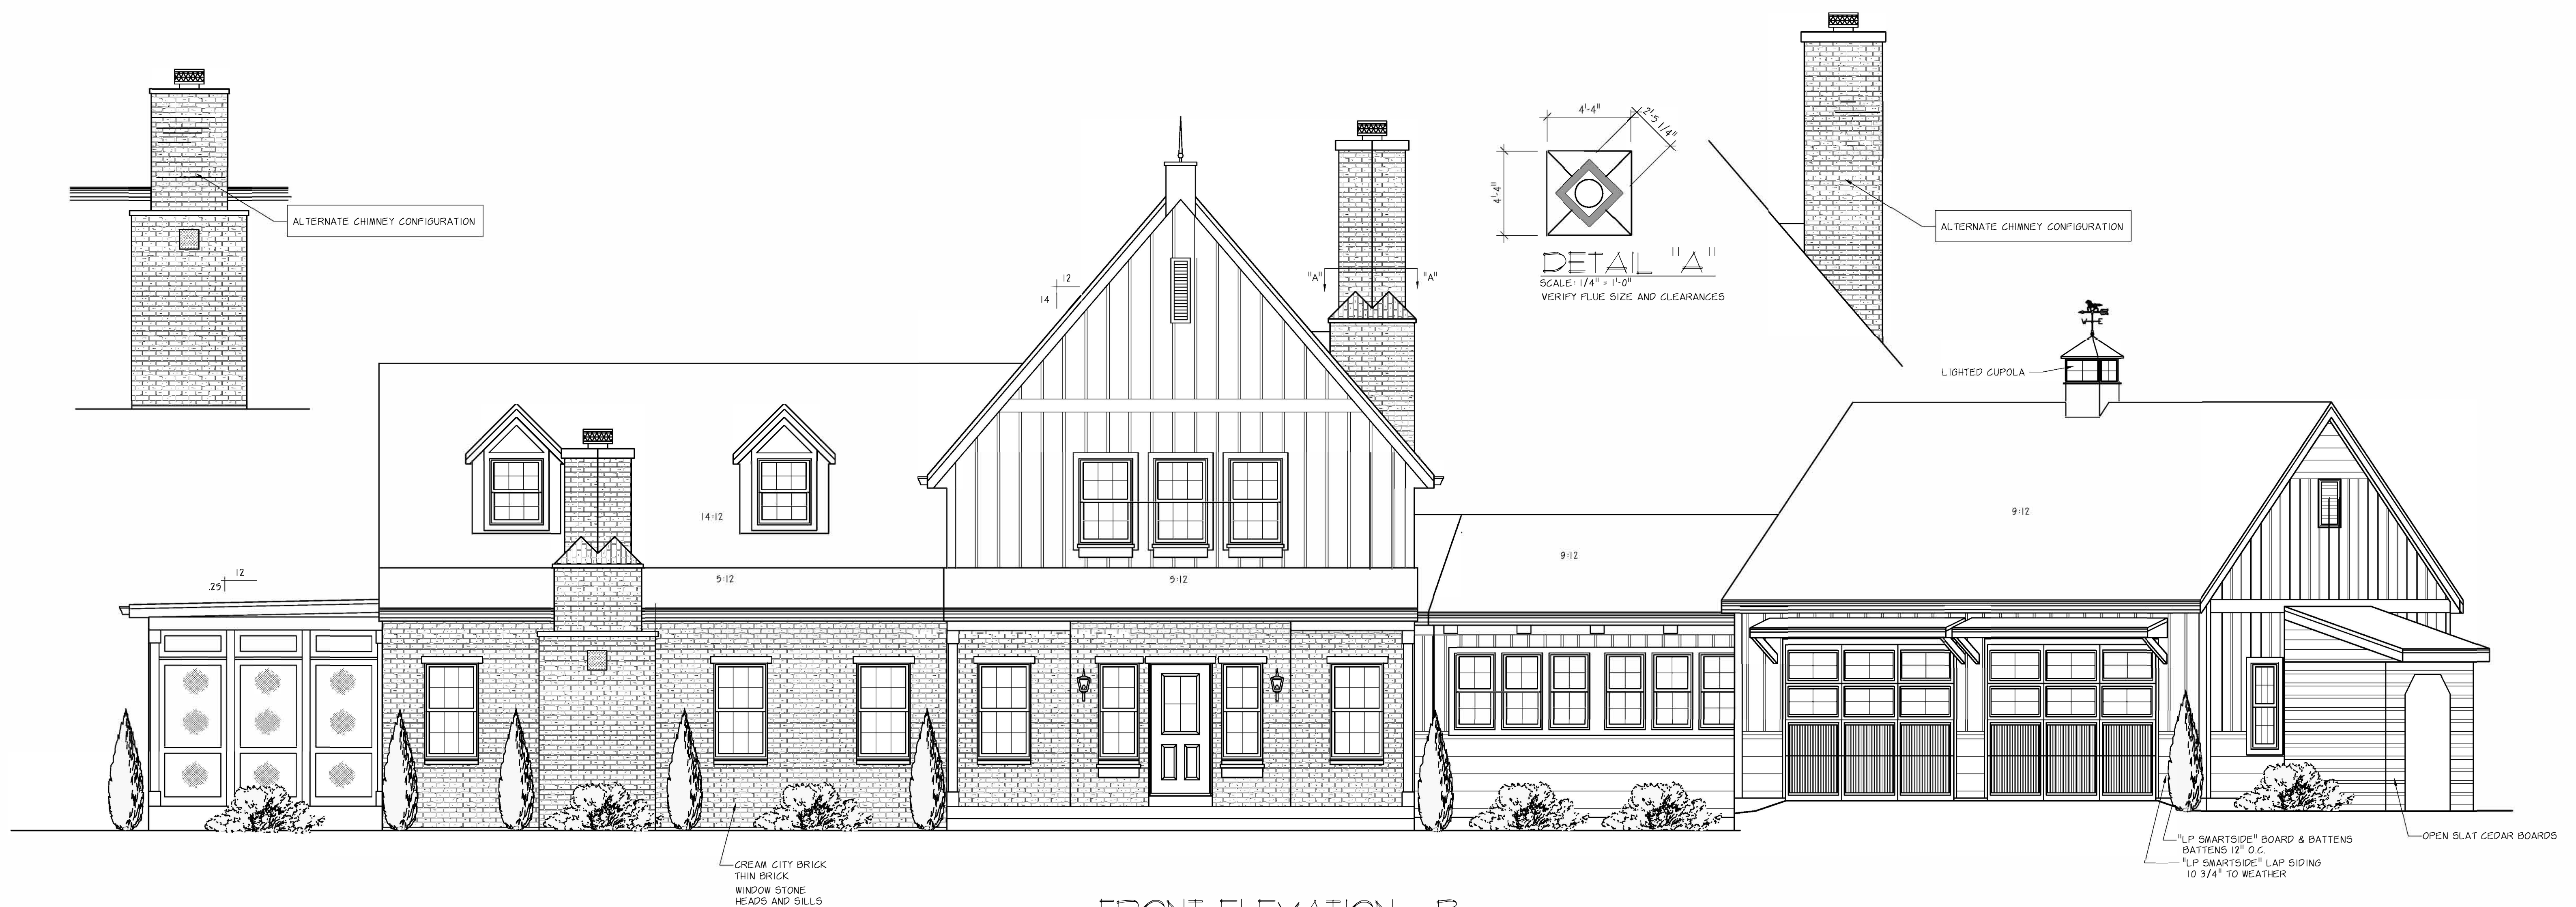 ALTERNATE CHIMNEY CONFIGURATION
4'-4"
2'-5 1/4"
4'-4"
DETAIL "A"
SCALE: 1/4" = 1'-0"
VERIFY FLUE SIZE AND CLEARANCES
ALTERNATE CHIMNEY CONFIGURATION
"A"
"A"
12
14
W E
LIGHTED CUPOLA
14:12
9:12
9:12
12
.25
5:12
5:12
CREAM CITY BRICK
THIN BRICK
WINDOW STONE
HEADS AND SILLS
"LP SMARTSIDE" BOARD & BATTENS
BATTENS 12" O.C.
"LP SMARTSIDE" LAP SIDING
10 3/4" TO WEATHER
OPEN SLAT CEDAR BOARDS
FRONT ELEVATION